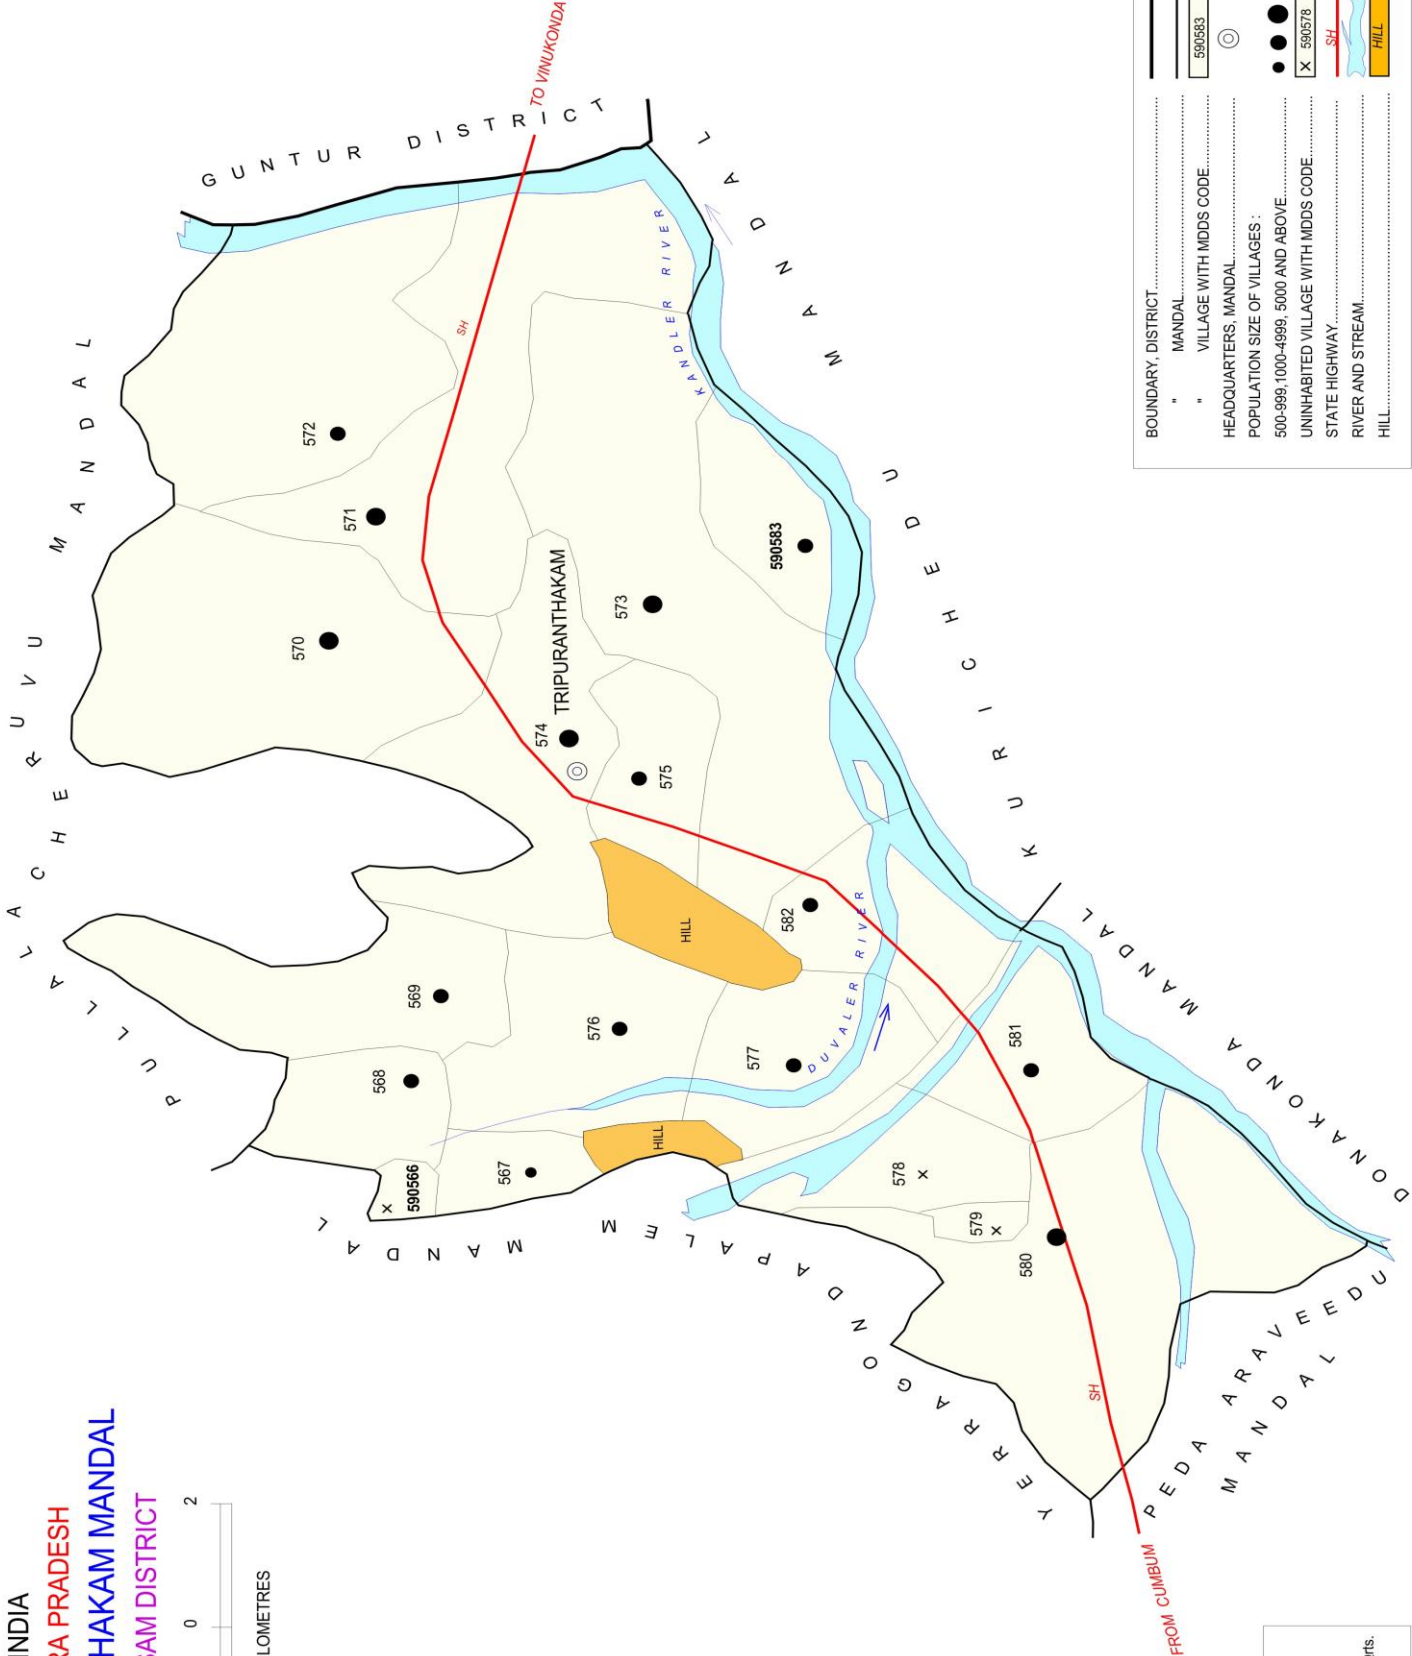 INDIA
RA PRADESH
HAKAM MANDAL
SAM DISTRICT
0 2
LOMETRES
PULLALACHERUVU MANDAL
GUNTUR DISTRICT
TO VINUKONDA
SH
KANDLER RIVER
572
571
570
TRIPURANTHAKAM
574
573
590583
575
HILL
582
569
576
568
577
DUVALER RIVER
HILL
567
590566
581
578
579
580
SH
YERRAGONDAPALEM MANDAL
KURICHEDU MANDAL
DONAKONDA MANDAL
PEDA ARAVEEDU
MANDAL
FROM CUMBUM
BOUNDARY, DISTRICT
" MANDAL
" VILLAGE WITH MDDS CODE 590583
HEADQUARTERS, MANDAL
POPULATION SIZE OF VILLAGES :
500-999,1000-4999, 5000 AND ABOVE
UNINHABITED VILLAGE WITH MDDS CODE X 590578
STATE HIGHWAY SH
RIVER AND STREAM
HILL HILL